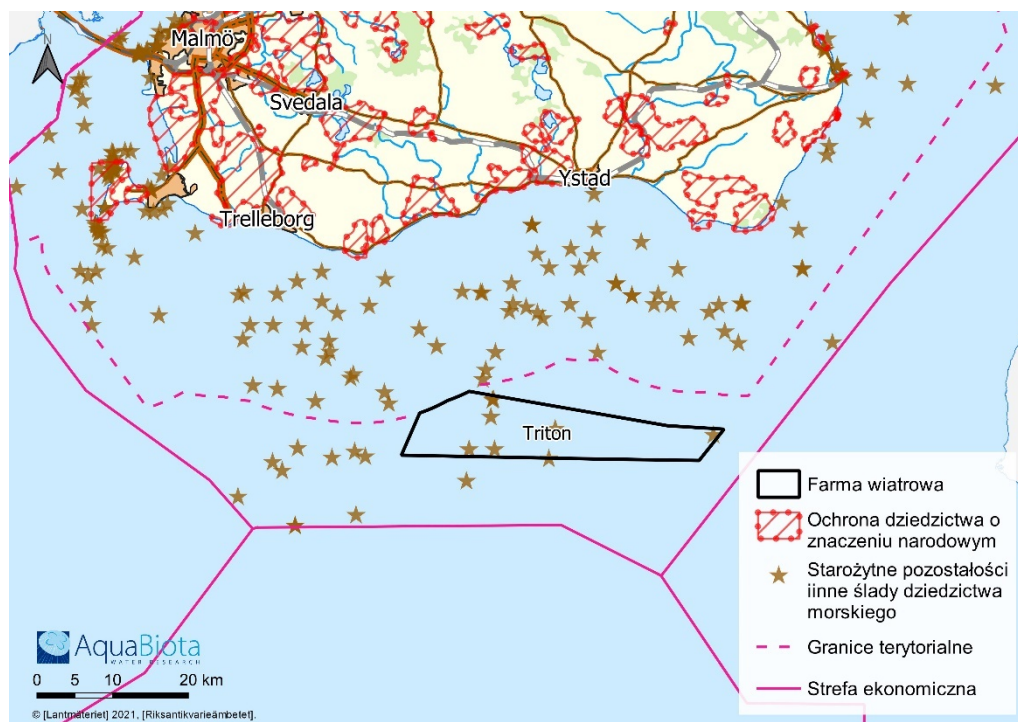 N
Malmö
Svedala
Ystad
Trelleborg
Triton
Farma wiatrowa
Ochrona dziedzictwa o
znaczeniu narodowym
Starożytne pozostałości
iinne ślady dziedzictwa
morskiego
Granice terytorialne
Strefa ekonomiczna
AquaBiota
WATER RESEARCH
0 5 10 20 km
© [Lantmäteriet] 2021, [Riksantikvarieämbetet].